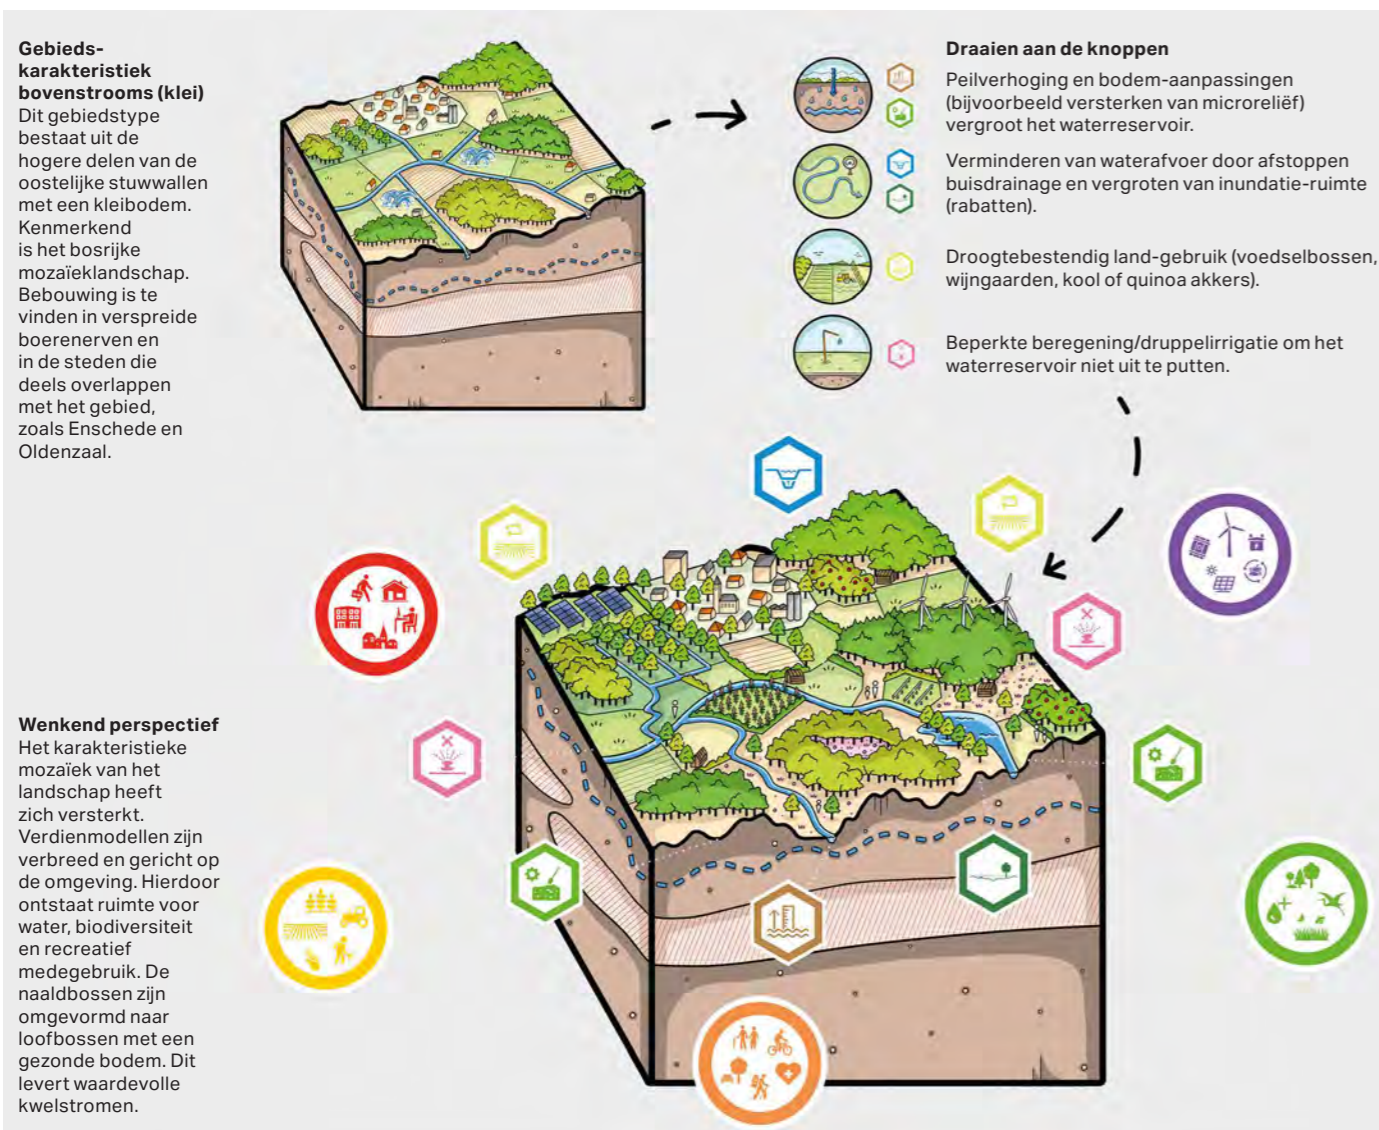 Gebieds-
karakteristiek
bovenstrooms (klei)
Dit gebiedstype
bestaat uit de
hogere delen van de
oostelijke stuwwallen
met een kleibodem.
Kenmerkend
is het bosrijke
mozaïeklandschap.
Bebouwing is te
vinden in verspreide
boerenerven en
in de steden die
deels overlappen
met het gebied,
zoals Enschede en
Oldenzaal.
Draaien aan de knoppen
Peilverhoging en bodem-aanpassingen
(bijvoorbeeld versterken van microreliëf)
vergroot het waterreservoir.
Verminderen van waterafvoer door afstoppen
buisdrainage en vergroten van inundatie-ruimte
(rabatten).
Droogtebestendig land-gebruik (voedselbossen,
wijngaarden, kool of quinoa akkers).
Beperkte beregening/druppelirrigatie om het
waterreservoir niet uit te putten.
Wenkend perspectief
Het karakteristieke
mozaïek van het
landschap heeft
zich versterkt.
Verdienmodellen zijn
verbreed en gericht op
de omgeving. Hierdoor
ontstaat ruimte voor
water, biodiversiteit
en recreatief
medegebruik. De
naaldbossen zijn
omgevormd naar
loofbossen met een
gezonde bodem. Dit
levert waardevolle
kwelstromen.